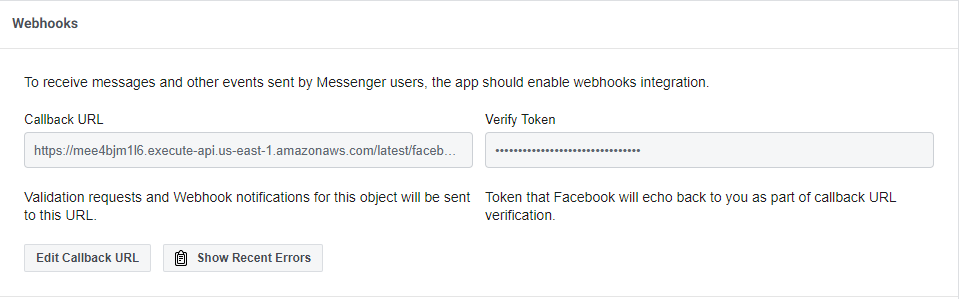 Webhooks
To receive messages and other events sent by Messenger users, the app should enable webhooks integration.
Callback URL
Verify Token
https://mee4bjm1l6.execute-api.us-east-1.amazonaws.com/latest/faceb...
••••••••••••••••••••••••••••••••
Validation requests and Webhook notifications for this object will be sent
to this URL.
Token that Facebook will echo back to you as part of callback URL
verification.
Edit Callback URL
Show Recent Errors